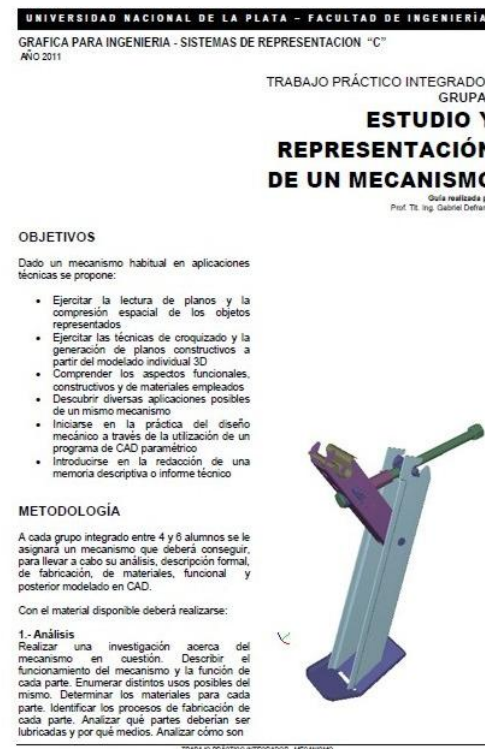 UNIVERSIDAD NACIONAL DE LA PLATA – FACULTAD DE INGENIERÍA
GRAFICA PARA INGENIERIA - SISTEMAS DE REPRESENTACION “C”
AÑO 2011
TRABAJO PRÁCTICO INTEGRADO
GRUPA
ESTUDIO Y
REPRESENTACIÓN
DE UN MECANISMO
Guía realizada p
Prof. Tit. Ing. Gabriel Defran
OBJETIVOS
Dado un mecanismo habitual en aplicaciones
técnicas se propone:
• Ejercitar la lectura de planos y la
compresión espacial de los objetos
representados
• Ejercitar las técnicas de croquizado y la
generación de planos constructivos a
partir del modelado individual 3D
• Comprender los aspectos funcionales,
constructivos y de materiales empleados
• Descubrir diversas aplicaciones posibles
de un mismo mecanismo
• Iniciarse en la práctica del diseño
mecánico a través de la utilización de un
programa de CAD paramétrico
• Introducirse en la redacción de una
memoria descriptiva o informe técnico
METODOLOGÍA
A cada grupo integrado entre 4 y 6 alumnos se le
asignará un mecanismo que deberá conseguir,
para llevar a cabo su análisis, descripción formal,
de fabricación, de materiales, funcional y
posterior modelado en CAD.
Con el material disponible deberá realizarse:
1.- Análisis
Realizar una investigación acerca del
mecanismo en cuestión. Describir el
funcionamiento del mecanismo y la función de
cada parte. Enumerar distintos usos posibles del
mismo. Determinar los materiales para cada
parte. Identificar los procesos de fabricación de
cada parte. Analizar qué partes deberían ser
lubricadas y por qué medios. Analizar cómo son
TRABAJO PRÁCTICO INTEGRADOR - MECANISMO